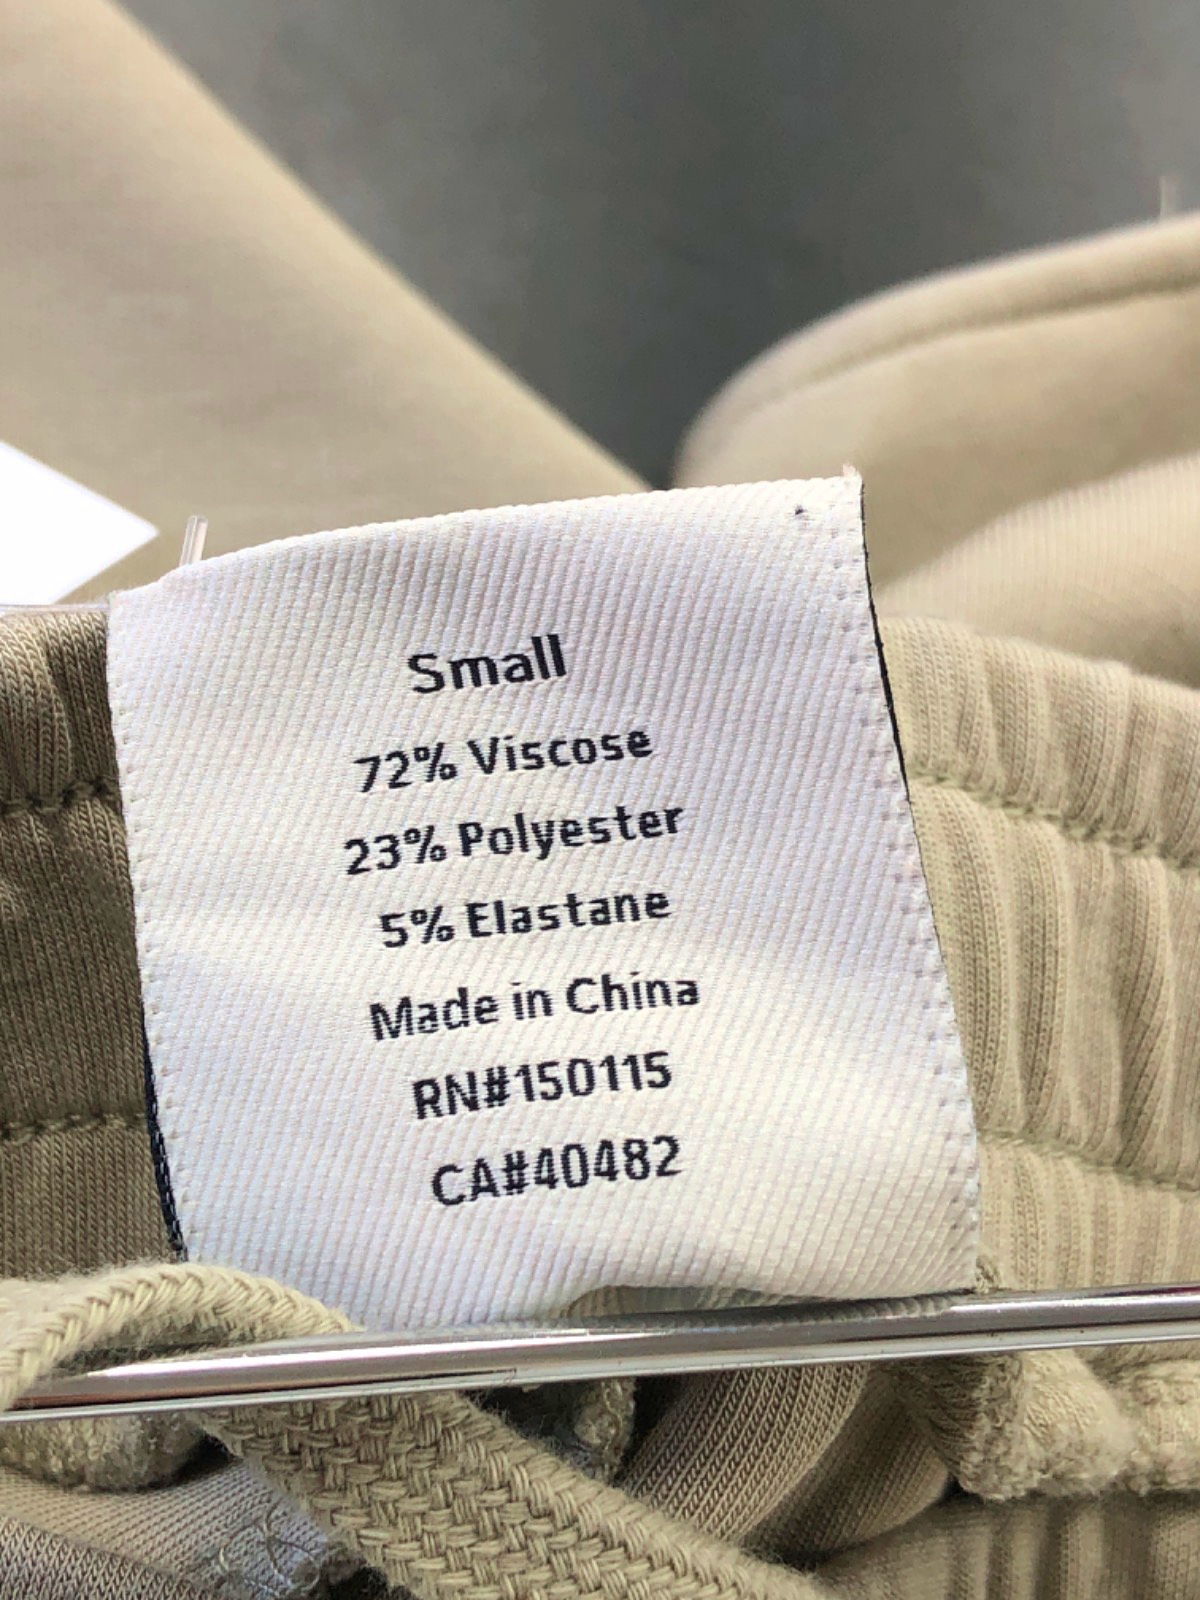 Small
72% Viscose
23% Polyester
5% Elastane
Made in China
RN#150115
CA#40482